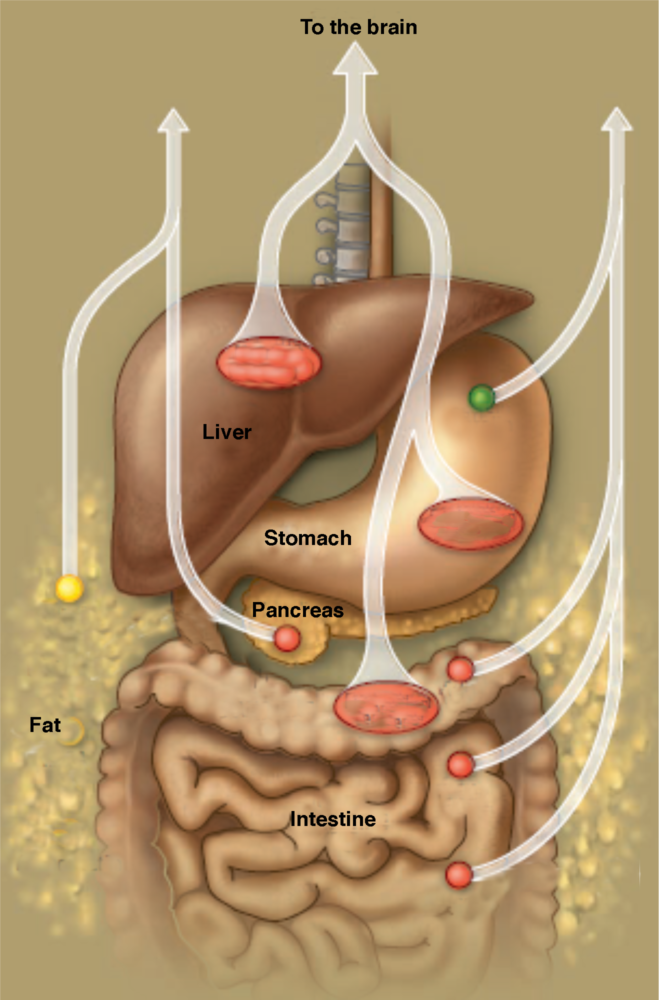 To the brain
Liver
Stomach
Pancreas
Fat
Intestine